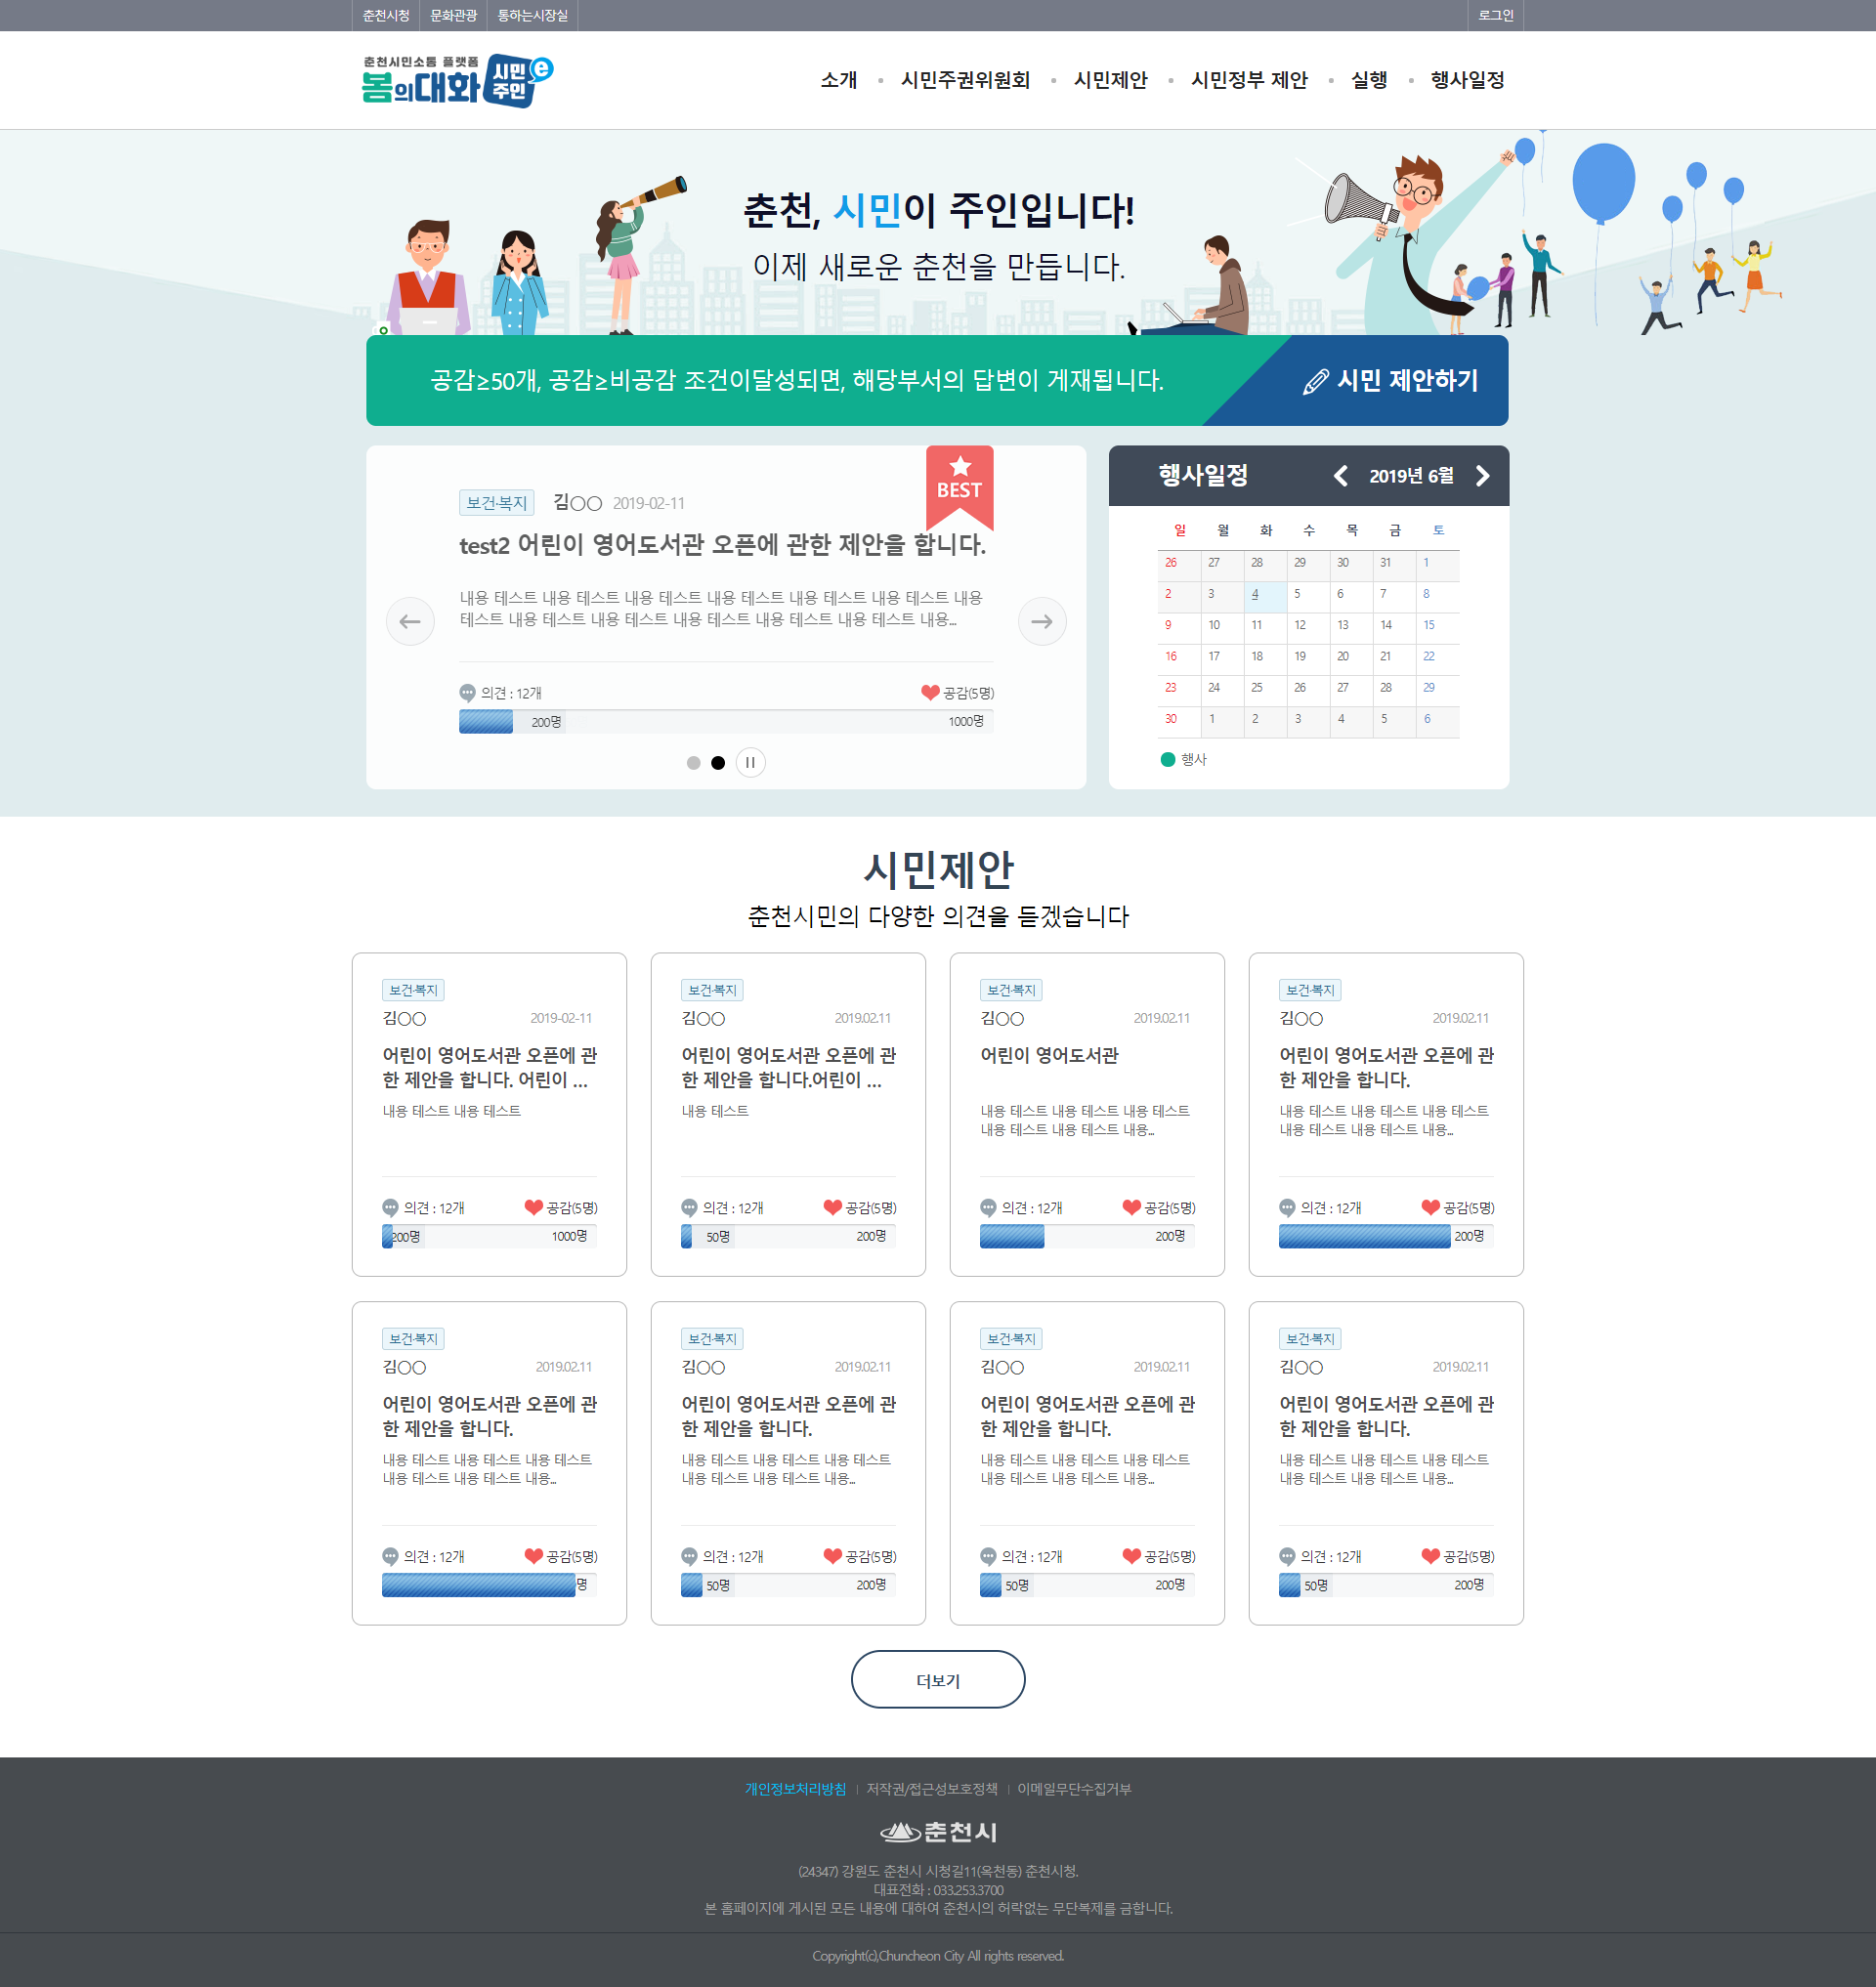 춘천시청 문화관광 통하는시장실 로그인
춘천시민소통 플랫폼
봄의대화 시민주인 e
소개 시민주권위원회 시민제안 시민정부 제안 실행 행사일정
춘천, 시민이 주인입니다!
이제 새로운 춘천을 만듭니다.
공감≥50개, 공감≥비공감 조건이달성되면, 해당부서의 답변이 게재됩니다.
시민 제안하기
BEST
보건·복지 김○○ 2019-02-11
test2 어린이 영어도서관 오픈에 관한 제안을 합니다.
내용 테스트 내용 테스트 내용 테스트 내용 테스트 내용 테스트 내용 테스트 내용
테스트 내용 테스트 내용 테스트 내용 테스트 내용 테스트 내용 테스트 내용...
의견 : 12개 공감(5명)
200명 1000명
행사일정 2019년 6월
일 월 화 수 목 금 토
26 27 28 29 30 31 1
2 3 4 5 6 7 8
9 10 11 12 13 14 15
16 17 18 19 20 21 22
23 24 25 26 27 28 29
30 1 2 3 4 5 6
행사
시민제안
춘천시민의 다양한 의견을 듣겠습니다
보건·복지
김○○ 2019-02-11
어린이 영어도서관 오픈에 관
한 제안을 합니다. 어린이 ...
내용 테스트 내용 테스트
의견 : 12개 공감(5명)
200명 1000명
보건·복지
김○○ 2019.02.11
어린이 영어도서관 오픈에 관
한 제안을 합니다.어린이 ...
내용 테스트
의견 : 12개 공감(5명)
50명 200명
보건·복지
김○○ 2019.02.11
어린이 영어도서관
내용 테스트 내용 테스트 내용 테스트
내용 테스트 내용 테스트 내용...
의견 : 12개 공감(5명)
200명
보건·복지
김○○ 2019.02.11
어린이 영어도서관 오픈에 관
한 제안을 합니다.
내용 테스트 내용 테스트 내용 테스트
내용 테스트 내용 테스트 내용...
의견 : 12개 공감(5명)
200명
보건·복지
김○○ 2019.02.11
어린이 영어도서관 오픈에 관
한 제안을 합니다.
내용 테스트 내용 테스트 내용 테스트
내용 테스트 내용 테스트 내용...
의견 : 12개 공감(5명)
명
보건·복지
김○○ 2019.02.11
어린이 영어도서관 오픈에 관
한 제안을 합니다.
내용 테스트 내용 테스트 내용 테스트
내용 테스트 내용 테스트 내용...
의견 : 12개 공감(5명)
50명 200명
보건·복지
김○○ 2019.02.11
어린이 영어도서관 오픈에 관
한 제안을 합니다.
내용 테스트 내용 테스트 내용 테스트
내용 테스트 내용 테스트 내용...
의견 : 12개 공감(5명)
50명 200명
보건·복지
김○○ 2019.02.11
어린이 영어도서관 오픈에 관
한 제안을 합니다.
내용 테스트 내용 테스트 내용 테스트
내용 테스트 내용 테스트 내용...
의견 : 12개 공감(5명)
50명 200명
더보기
개인정보처리방침 저작권/접근성보호정책 이메일무단수집거부
춘천시
(24347) 강원도 춘천시 시청길11(옥천동) 춘천시청.
대표전화 : 033.253.3700
본 홈페이지에 게시된 모든 내용에 대하여 춘천시의 허락없는 무단복제를 금합니다.
Copyright(c),Chuncheon City All rights reserved.